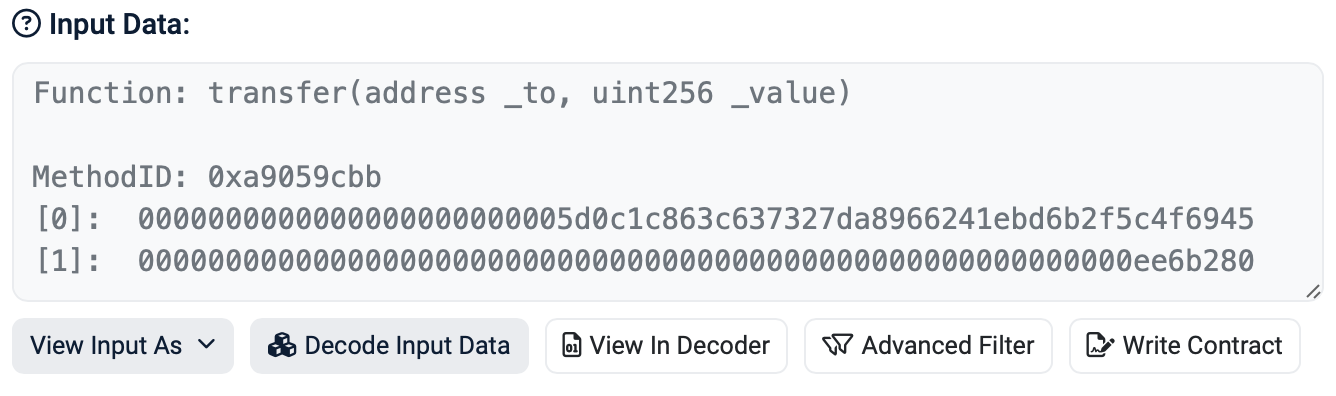 Input Data:
Function: transfer(address _to, uint256 _value)
MethodID: 0xa9059cbb
[0]: 0000000000000000000000005d0c1c863c637327da8966241ebd6b2f5c4f6945
[1]: 000000000000000000000000000000000000000000000000000000000ee6b280
View Input As Decode Input Data View In Decoder Advanced Filter Write Contract